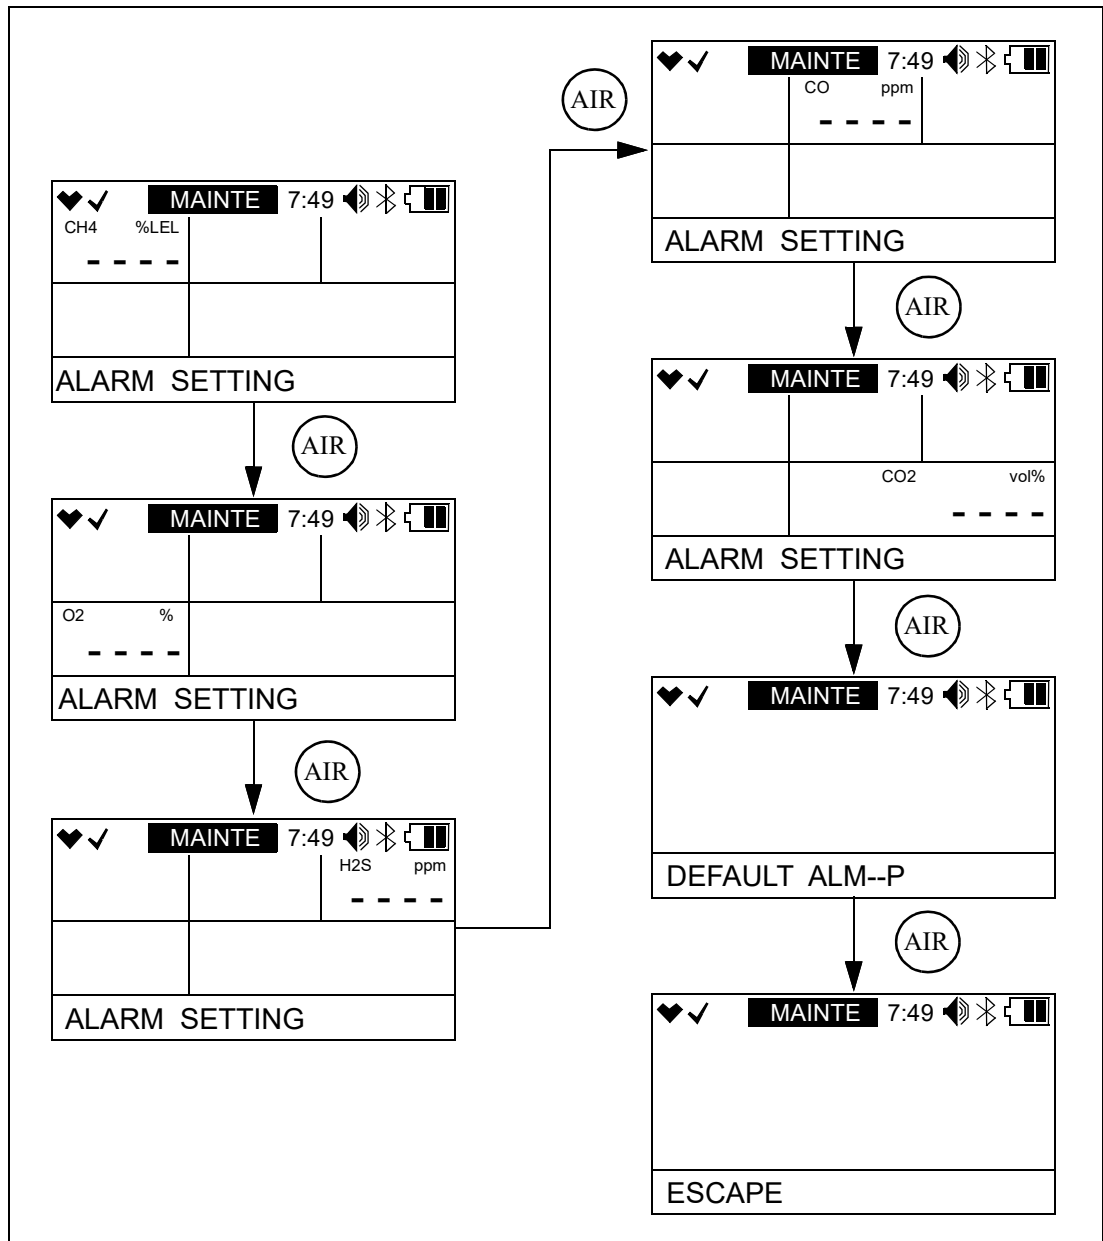 MAINTE 7:49
CH4 %LEL
- - - -
ALARM SETTING
AIR
MAINTE 7:49
O2 %
- - - -
ALARM SETTING
AIR
MAINTE 7:49
H2S ppm
- - - -
ALARM SETTING
AIR
MAINTE 7:49
CO ppm
- - - -
ALARM SETTING
AIR
MAINTE 7:49
CO2 vol%
- - - -
ALARM SETTING
AIR
MAINTE 7:49
DEFAULT ALM--P
AIR
MAINTE 7:49
ESCAPE